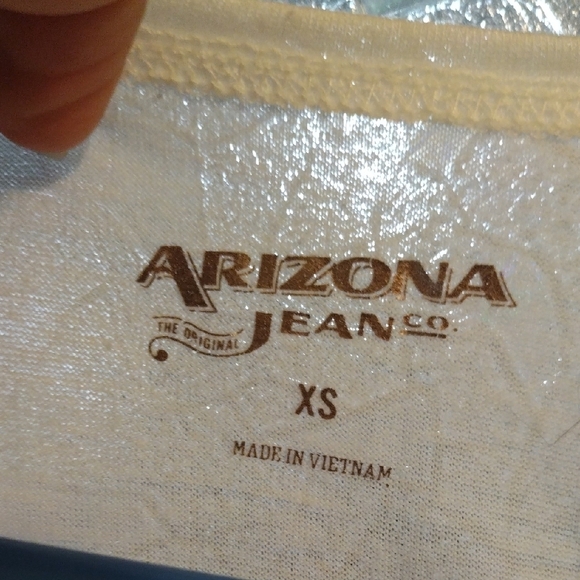 ARIZONA
THE ORIGINAL JEAN CO.
XS
MADE IN VIETNAM